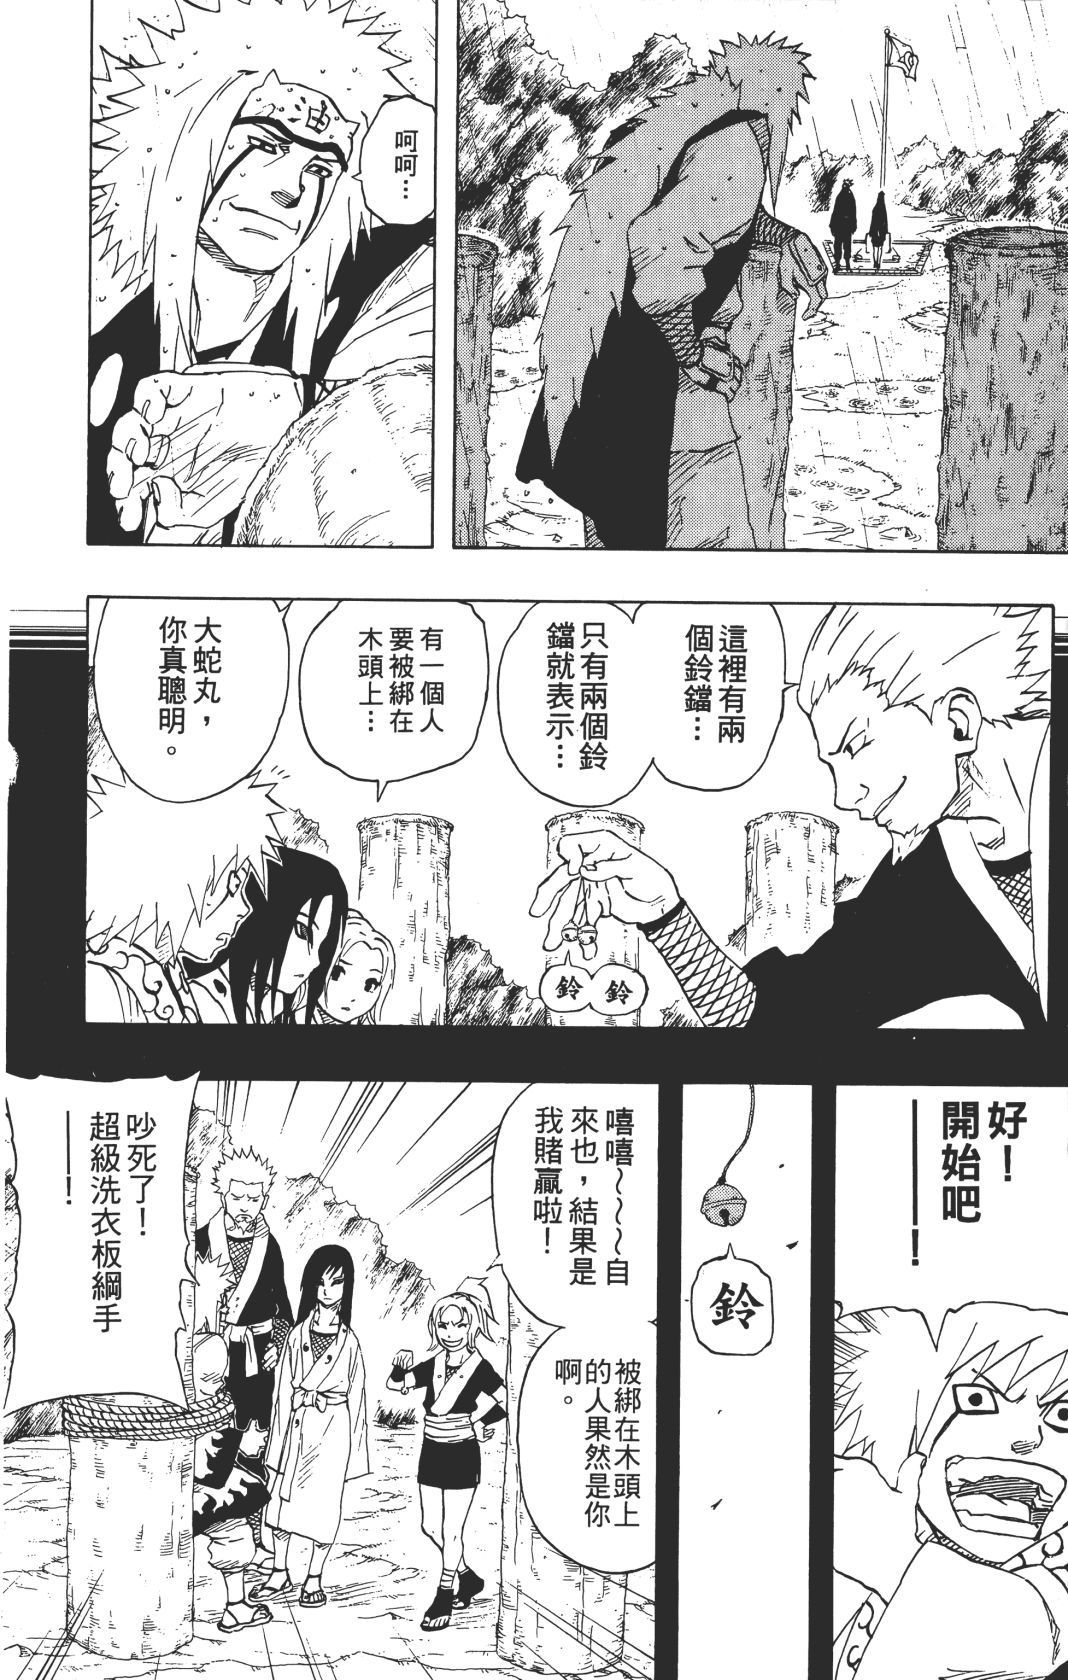 油
呵呵…
這裡有兩
個鈴鐺…
只有兩個鈴
鐺就表示…
有一個人
要被綁在
木頭上…
大蛇丸，
你真聰明。
鈴
鈴
好！
開始吧
——！
鈴
嘻嘻～～～自
來也，結果是
我賭贏啦！
被綁在木頭上
的人果然是你
啊。
吵死了！
超級洗衣板綱手
——！